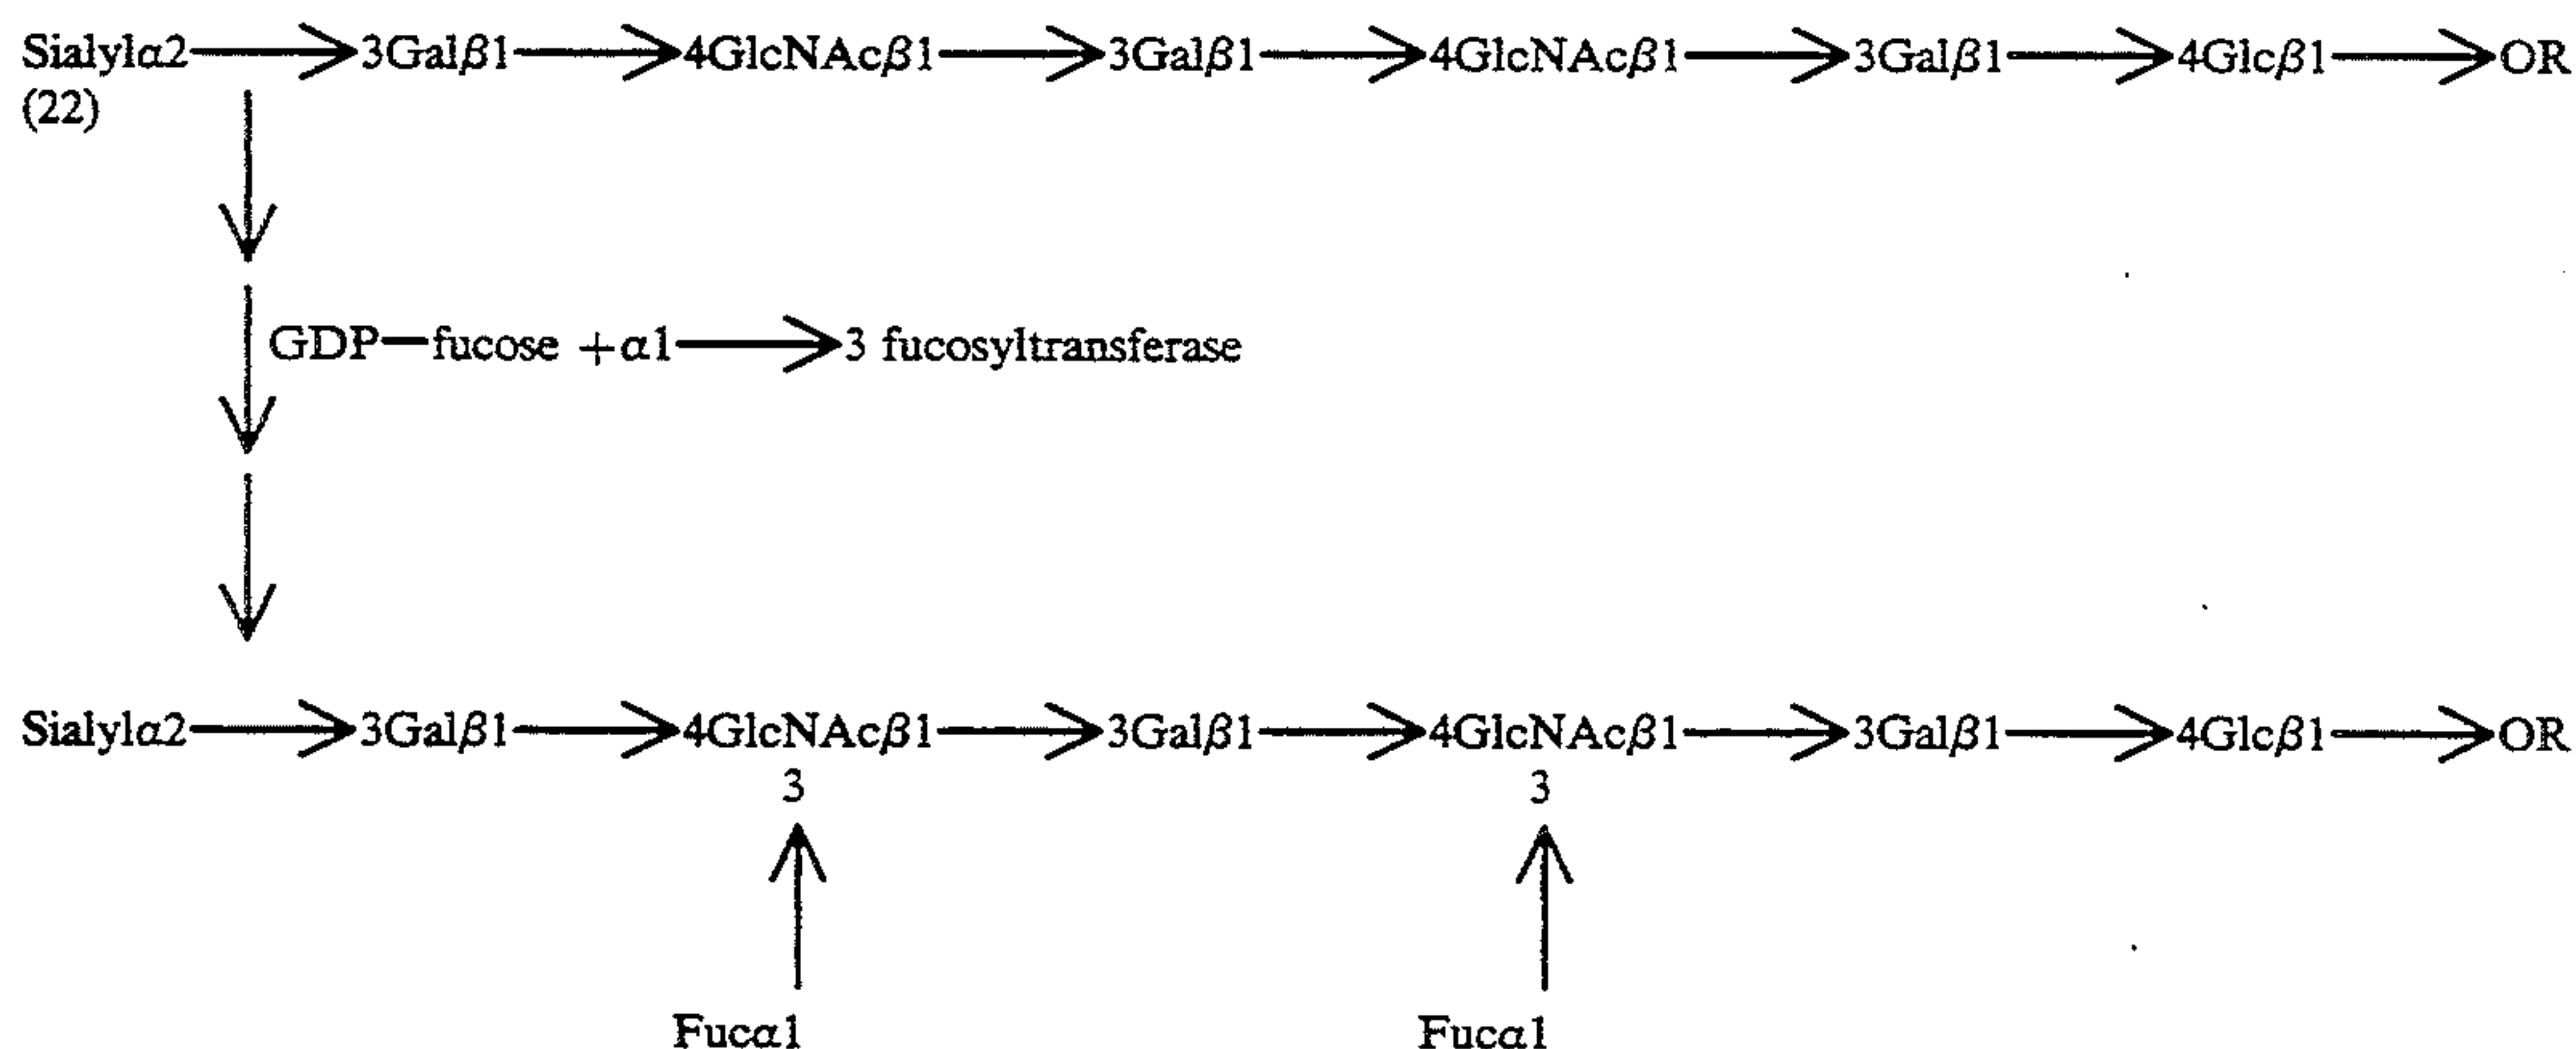 Sialylα2→3Galβ1→4GlcNAcβ1→3Galβ1→4GlcNAcβ1→3Galβ1→4Glcβ1→OR
(22)
GDP—fucose +α1→3 fucosyltransferase
Sialylα2→3Galβ1→4GlcNAcβ1→3Galβ1→4GlcNAcβ1→3Galβ1→4Glcβ1→OR
3 3
Fucα1 Fucα1